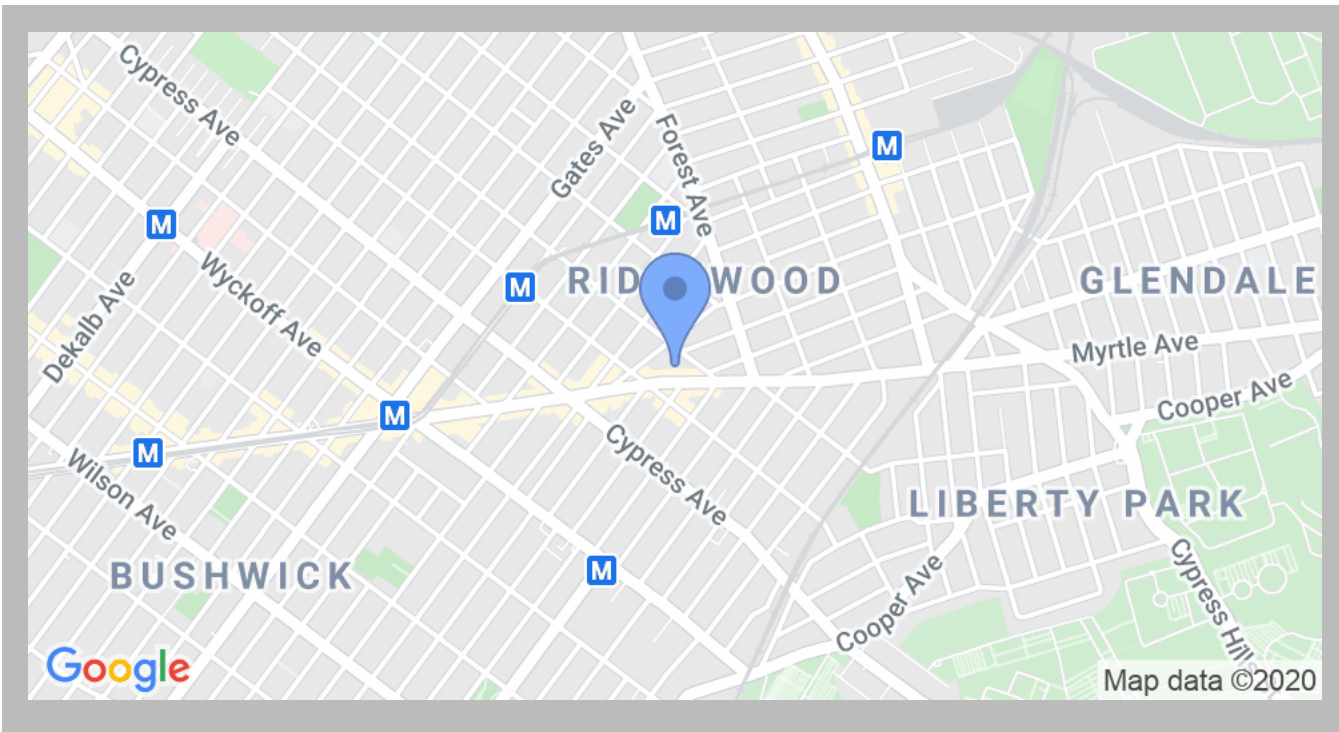 Cypress Ave
Gates Ave
Forest Ave
M
M
M
M
RIDGEWOOD
GLENDALE
Dekalb Ave
Wyckoff Ave
Myrtle Ave
Cooper Ave
M
M
Cypress Ave
Wilson Ave
LIBERTY PARK
BUSHWICK
M
Cooper Ave
Cypress Hills
Google
Map data ©2020